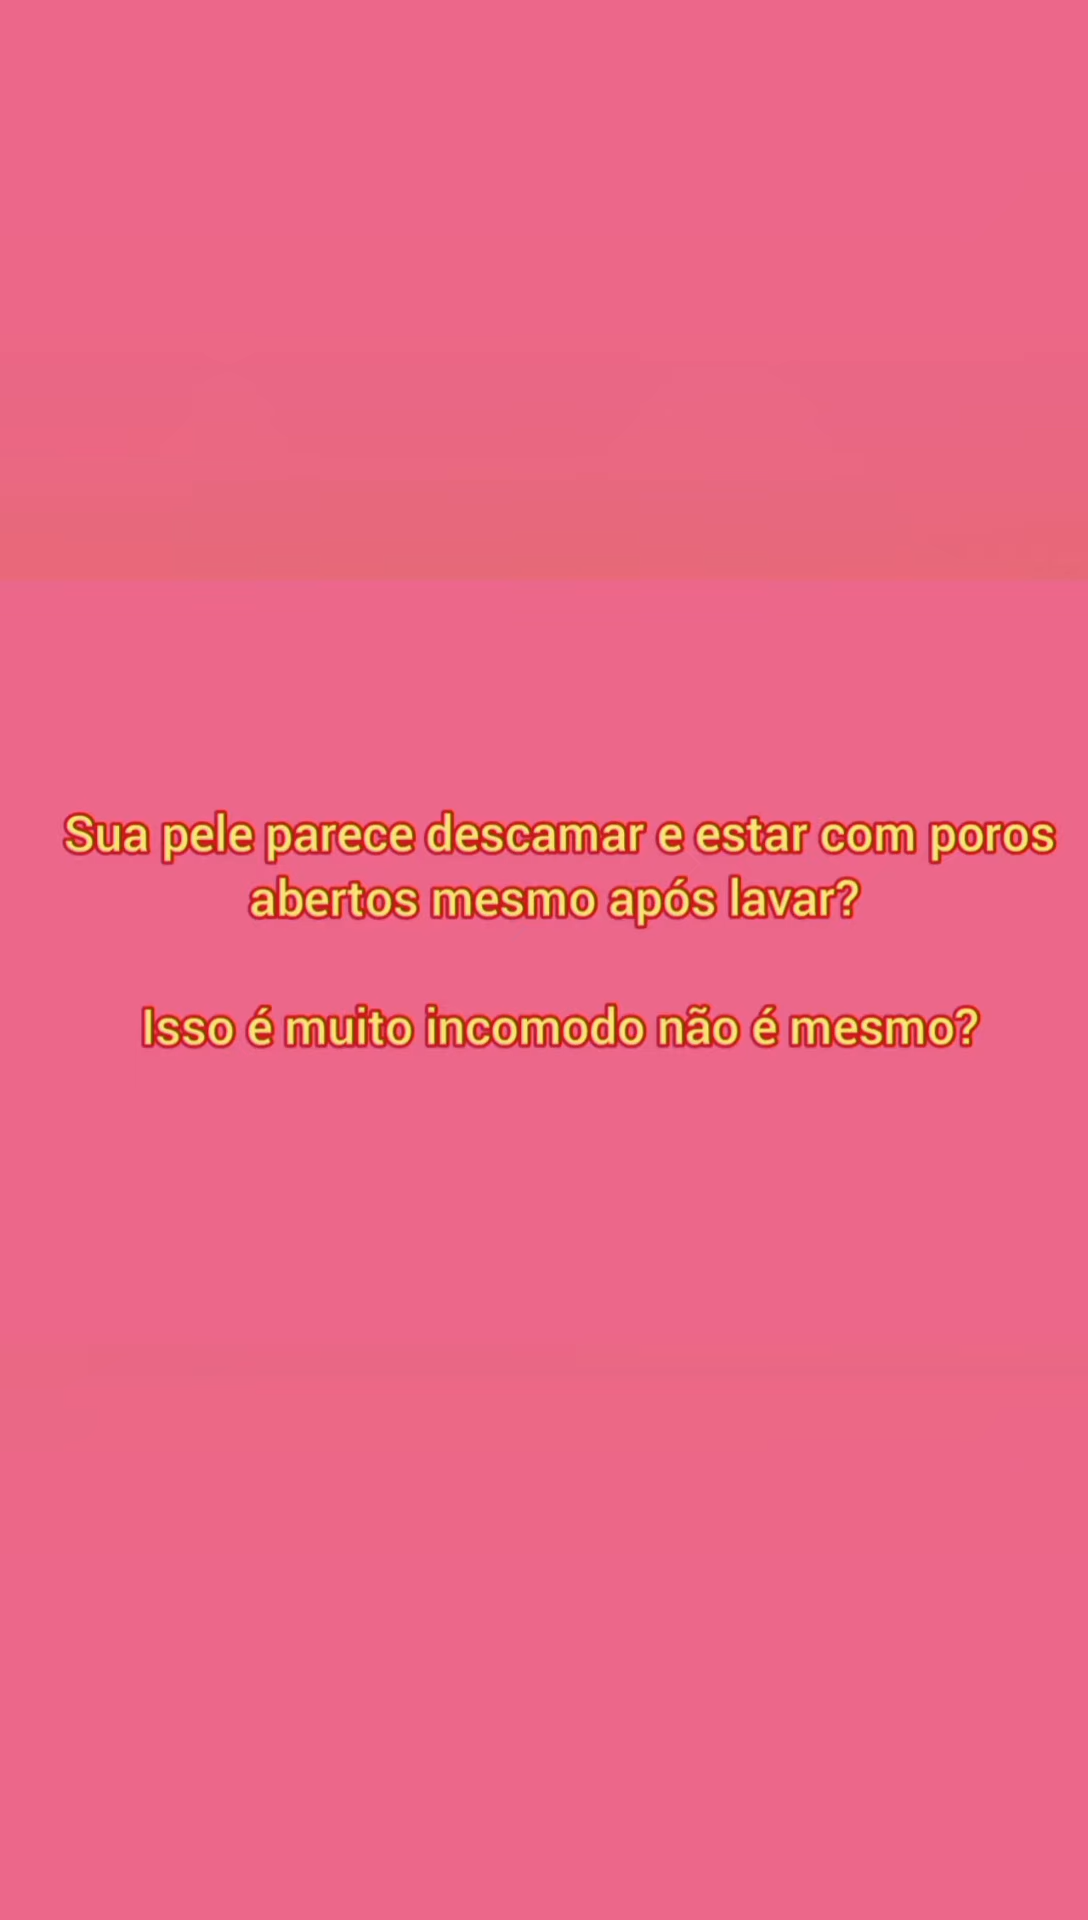 Sua pele parece descamar e estar com poros
abertos mesmo após lavar?
Isso é muito incomodo não é mesmo?